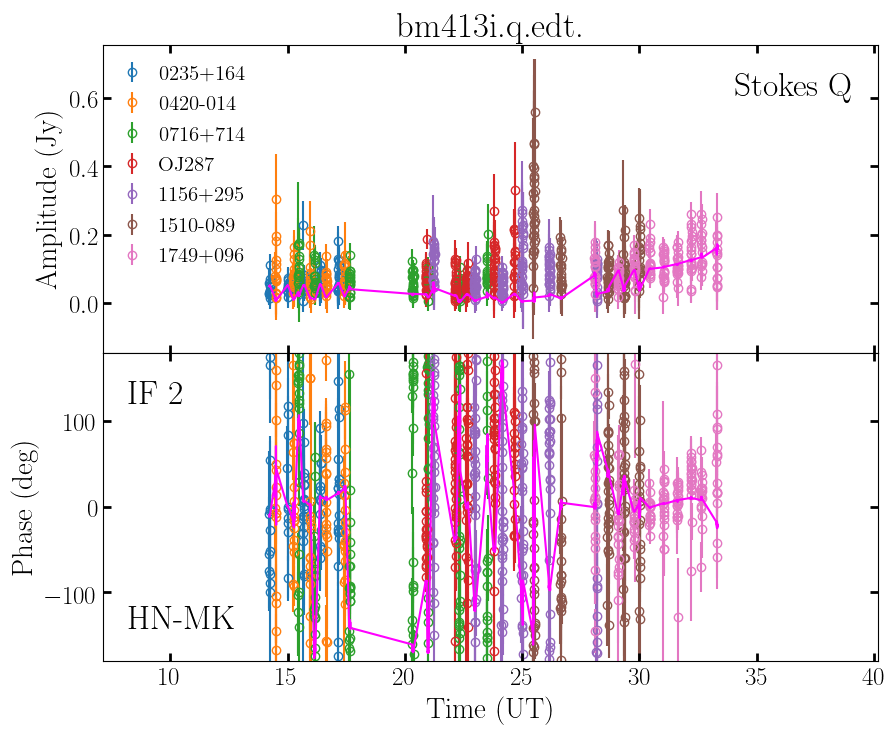 bm413i.q.edt.
Stokes Q
0235+164
0420-014
0716+714
OJ287
1156+295
1510-089
1749+096
Amplitude (Jy)
0.6
0.4
0.2
0.0
IF 2
HN-MK
Phase (deg)
100
0
−100
10
15
20
25
30
35
40
Time (UT)